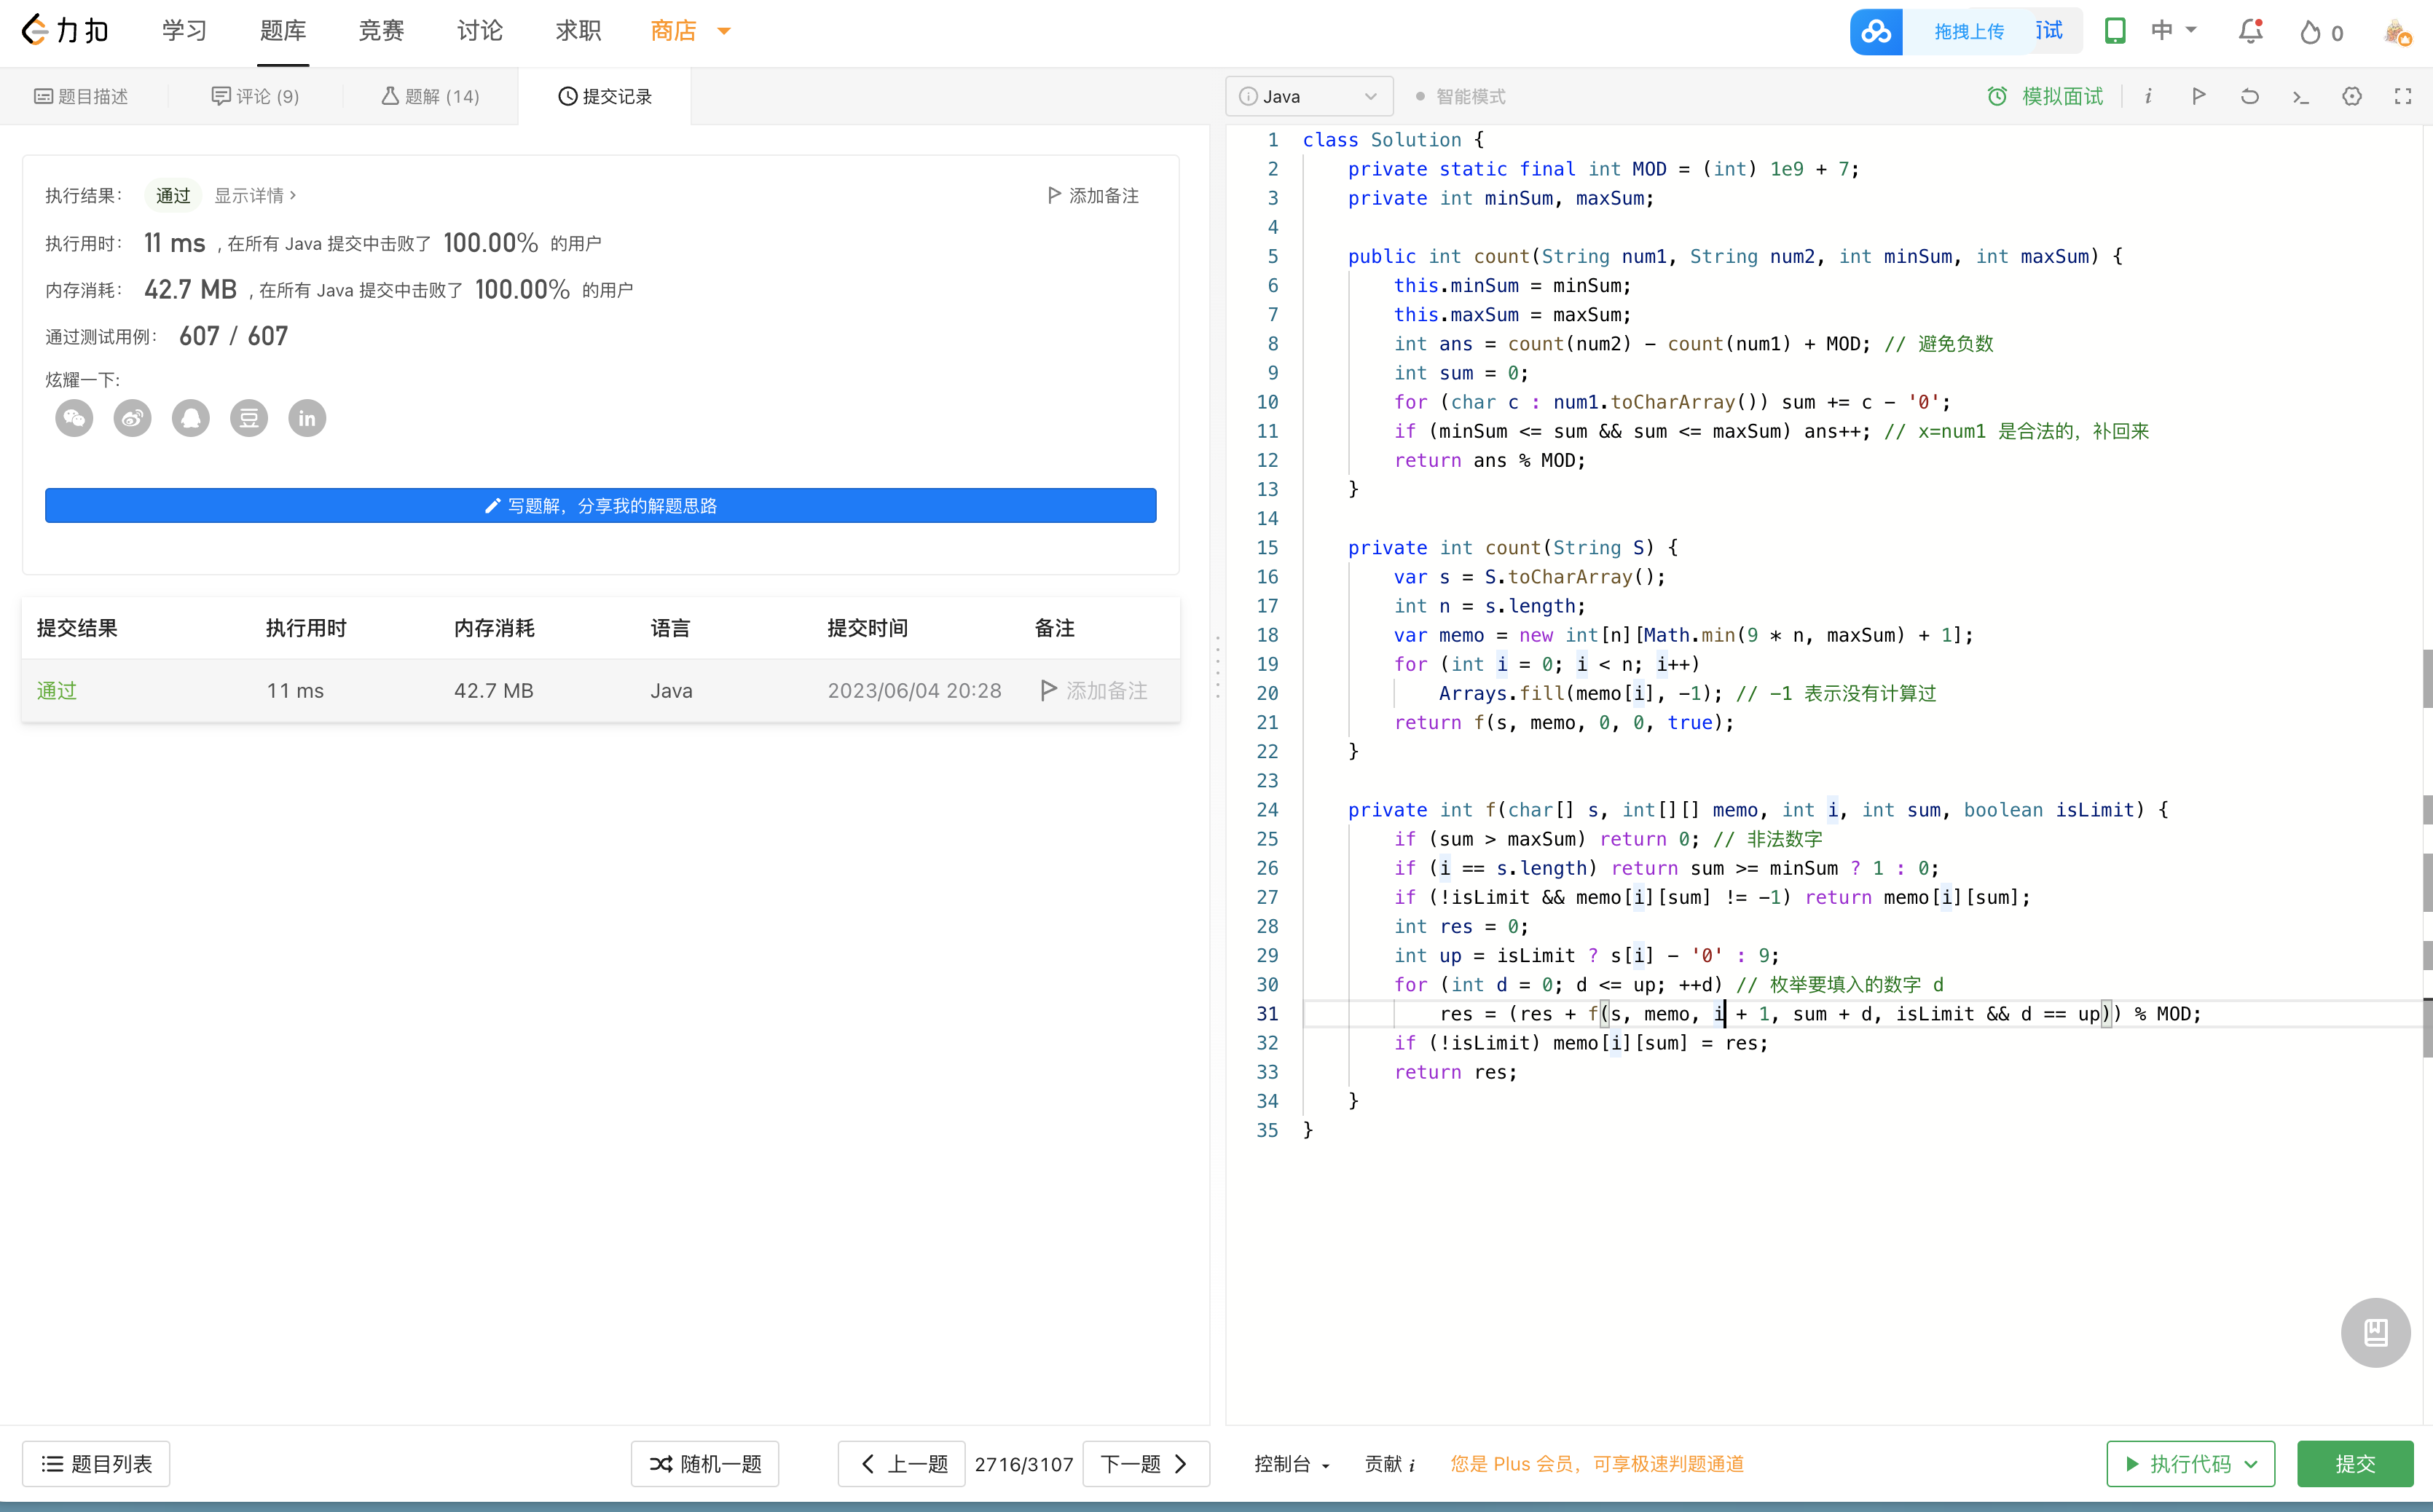 力扣 学习 题库 竞赛 讨论 求职 商店 拖拽上传 试 中 0
题目描述 评论 (9) 题解 (14) 提交记录
执行结果： 通过 显示详情 > 添加备注
执行用时： 11 ms , 在所有 Java 提交中击败了 100.00% 的用户
内存消耗： 42.7 MB , 在所有 Java 提交中击败了 100.00% 的用户
通过测试用例： 607 / 607
炫耀一下:
豆 in
写题解，分享我的解题思路
提交结果 执行用时 内存消耗 语言 提交时间 备注
通过 11 ms 42.7 MB Java 2023/06/04 20:28 添加备注
Java 智能模式 模拟面试 i
1 class Solution {
2     private static final int MOD = (int) 1e9 + 7;
3     private int minSum, maxSum;
4
5     public int count(String num1, String num2, int minSum, int maxSum) {
6         this.minSum = minSum;
7         this.maxSum = maxSum;
8         int ans = count(num2) - count(num1) + MOD; // 避免负数
9         int sum = 0;
10         for (char c : num1.toCharArray()) sum += c - '0';
11         if (minSum <= sum && sum <= maxSum) ans++; // x=num1 是合法的，补回来
12         return ans % MOD;
13     }
14
15     private int count(String S) {
16         var s = S.toCharArray();
17         int n = s.length;
18         var memo = new int[n][Math.min(9 * n, maxSum) + 1];
19         for (int i = 0; i < n; i++)
20             Arrays.fill(memo[i], -1); // -1 表示没有计算过
21         return f(s, memo, 0, 0, true);
22     }
23
24     private int f(char[] s, int[][] memo, int i, int sum, boolean isLimit) {
25         if (sum > maxSum) return 0; // 非法数字
26         if (i == s.length) return sum >= minSum ? 1 : 0;
27         if (!isLimit && memo[i][sum] != -1) return memo[i][sum];
28         int res = 0;
29         int up = isLimit ? s[i] - '0' : 9;
30         for (int d = 0; d <= up; ++d) // 枚举要填入的数字 d
31             res = (res + f(s, memo, i + 1, sum + d, isLimit && d == up)) % MOD;
32         if (!isLimit) memo[i][sum] = res;
33         return res;
34     }
35 }
题目列表 随机一题 上一题 2716/3107 下一题 控制台 贡献 i 您是 Plus 会员，可享极速判题通道 执行代码 提交